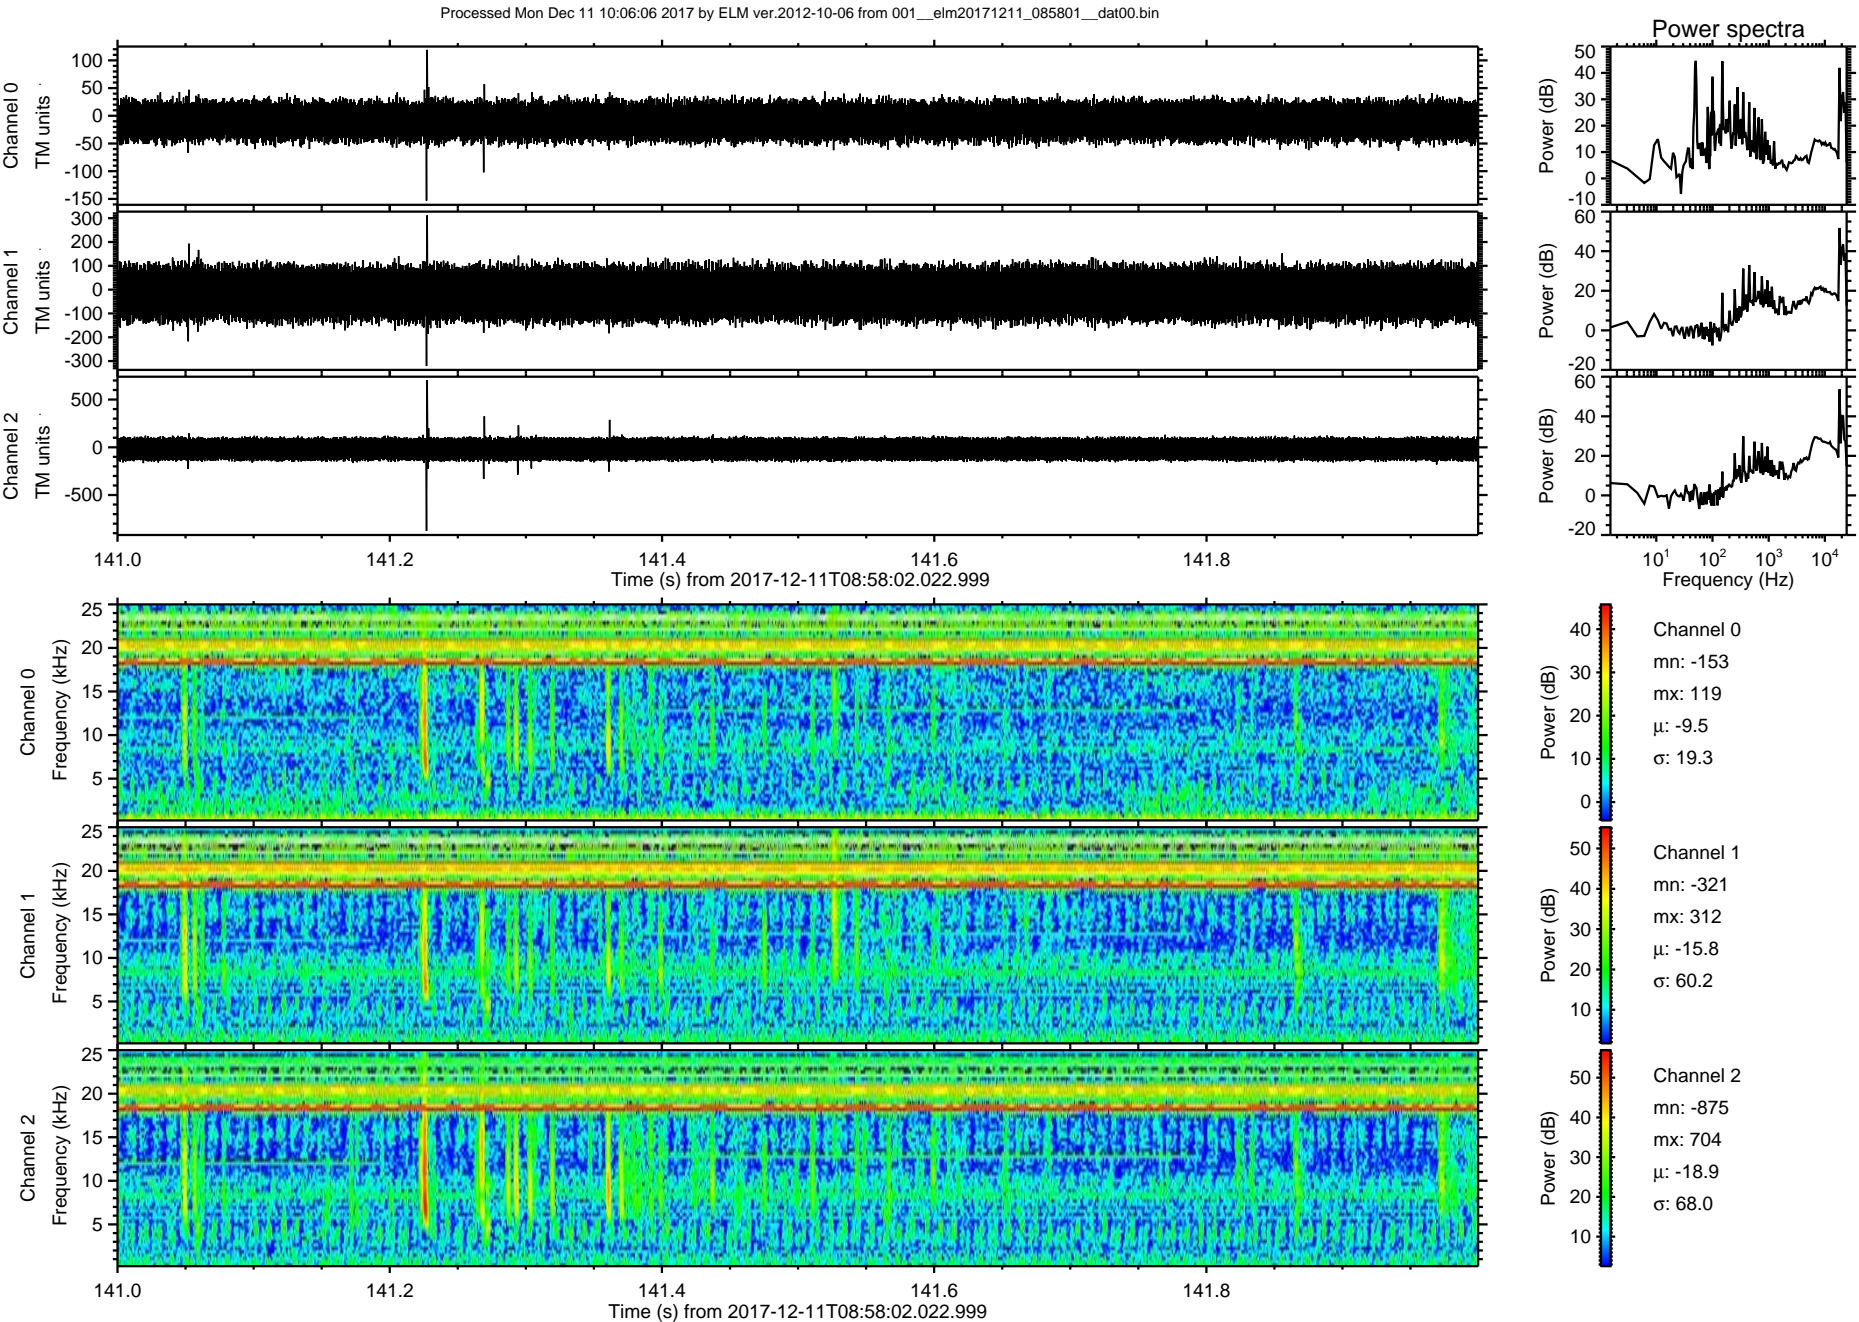 Processed Mon Dec 11 10:06:06 2017 by ELM ver.2012-10-06 from 001__elm20171211_085801__dat00.bin
Power spectra
Channel 0
TM units
100
50
0
-50
-100
-150
Power (dB)
50
40
30
20
10
0
-10
Channel 1
TM units
300
200
100
0
-100
-200
-300
Power (dB)
60
40
20
0
-20
Channel 2
TM units
500
0
-500
Power (dB)
60
40
20
0
-20
141.0 141.2 141.4 141.6 141.8
Time (s) from 2017-12-11T08:58:02.022.999
10¹ 10² 10³ 10⁴
Frequency (Hz)
Channel 0
Frequency (kHz)
25
20
15
10
5
Power (dB)
40
30
20
10
0
Channel 0
mn: -153
mx: 119
µ: -9.5
σ: 19.3
Channel 1
Frequency (kHz)
25
20
15
10
5
Power (dB)
50
40
30
20
10
Channel 1
mn: -321
mx: 312
µ: -15.8
σ: 60.2
Channel 2
Frequency (kHz)
25
20
15
10
5
Power (dB)
50
40
30
20
10
Channel 2
mn: -875
mx: 704
µ: -18.9
σ: 68.0
141.0 141.2 141.4 141.6 141.8
Time (s) from 2017-12-11T08:58:02.022.999